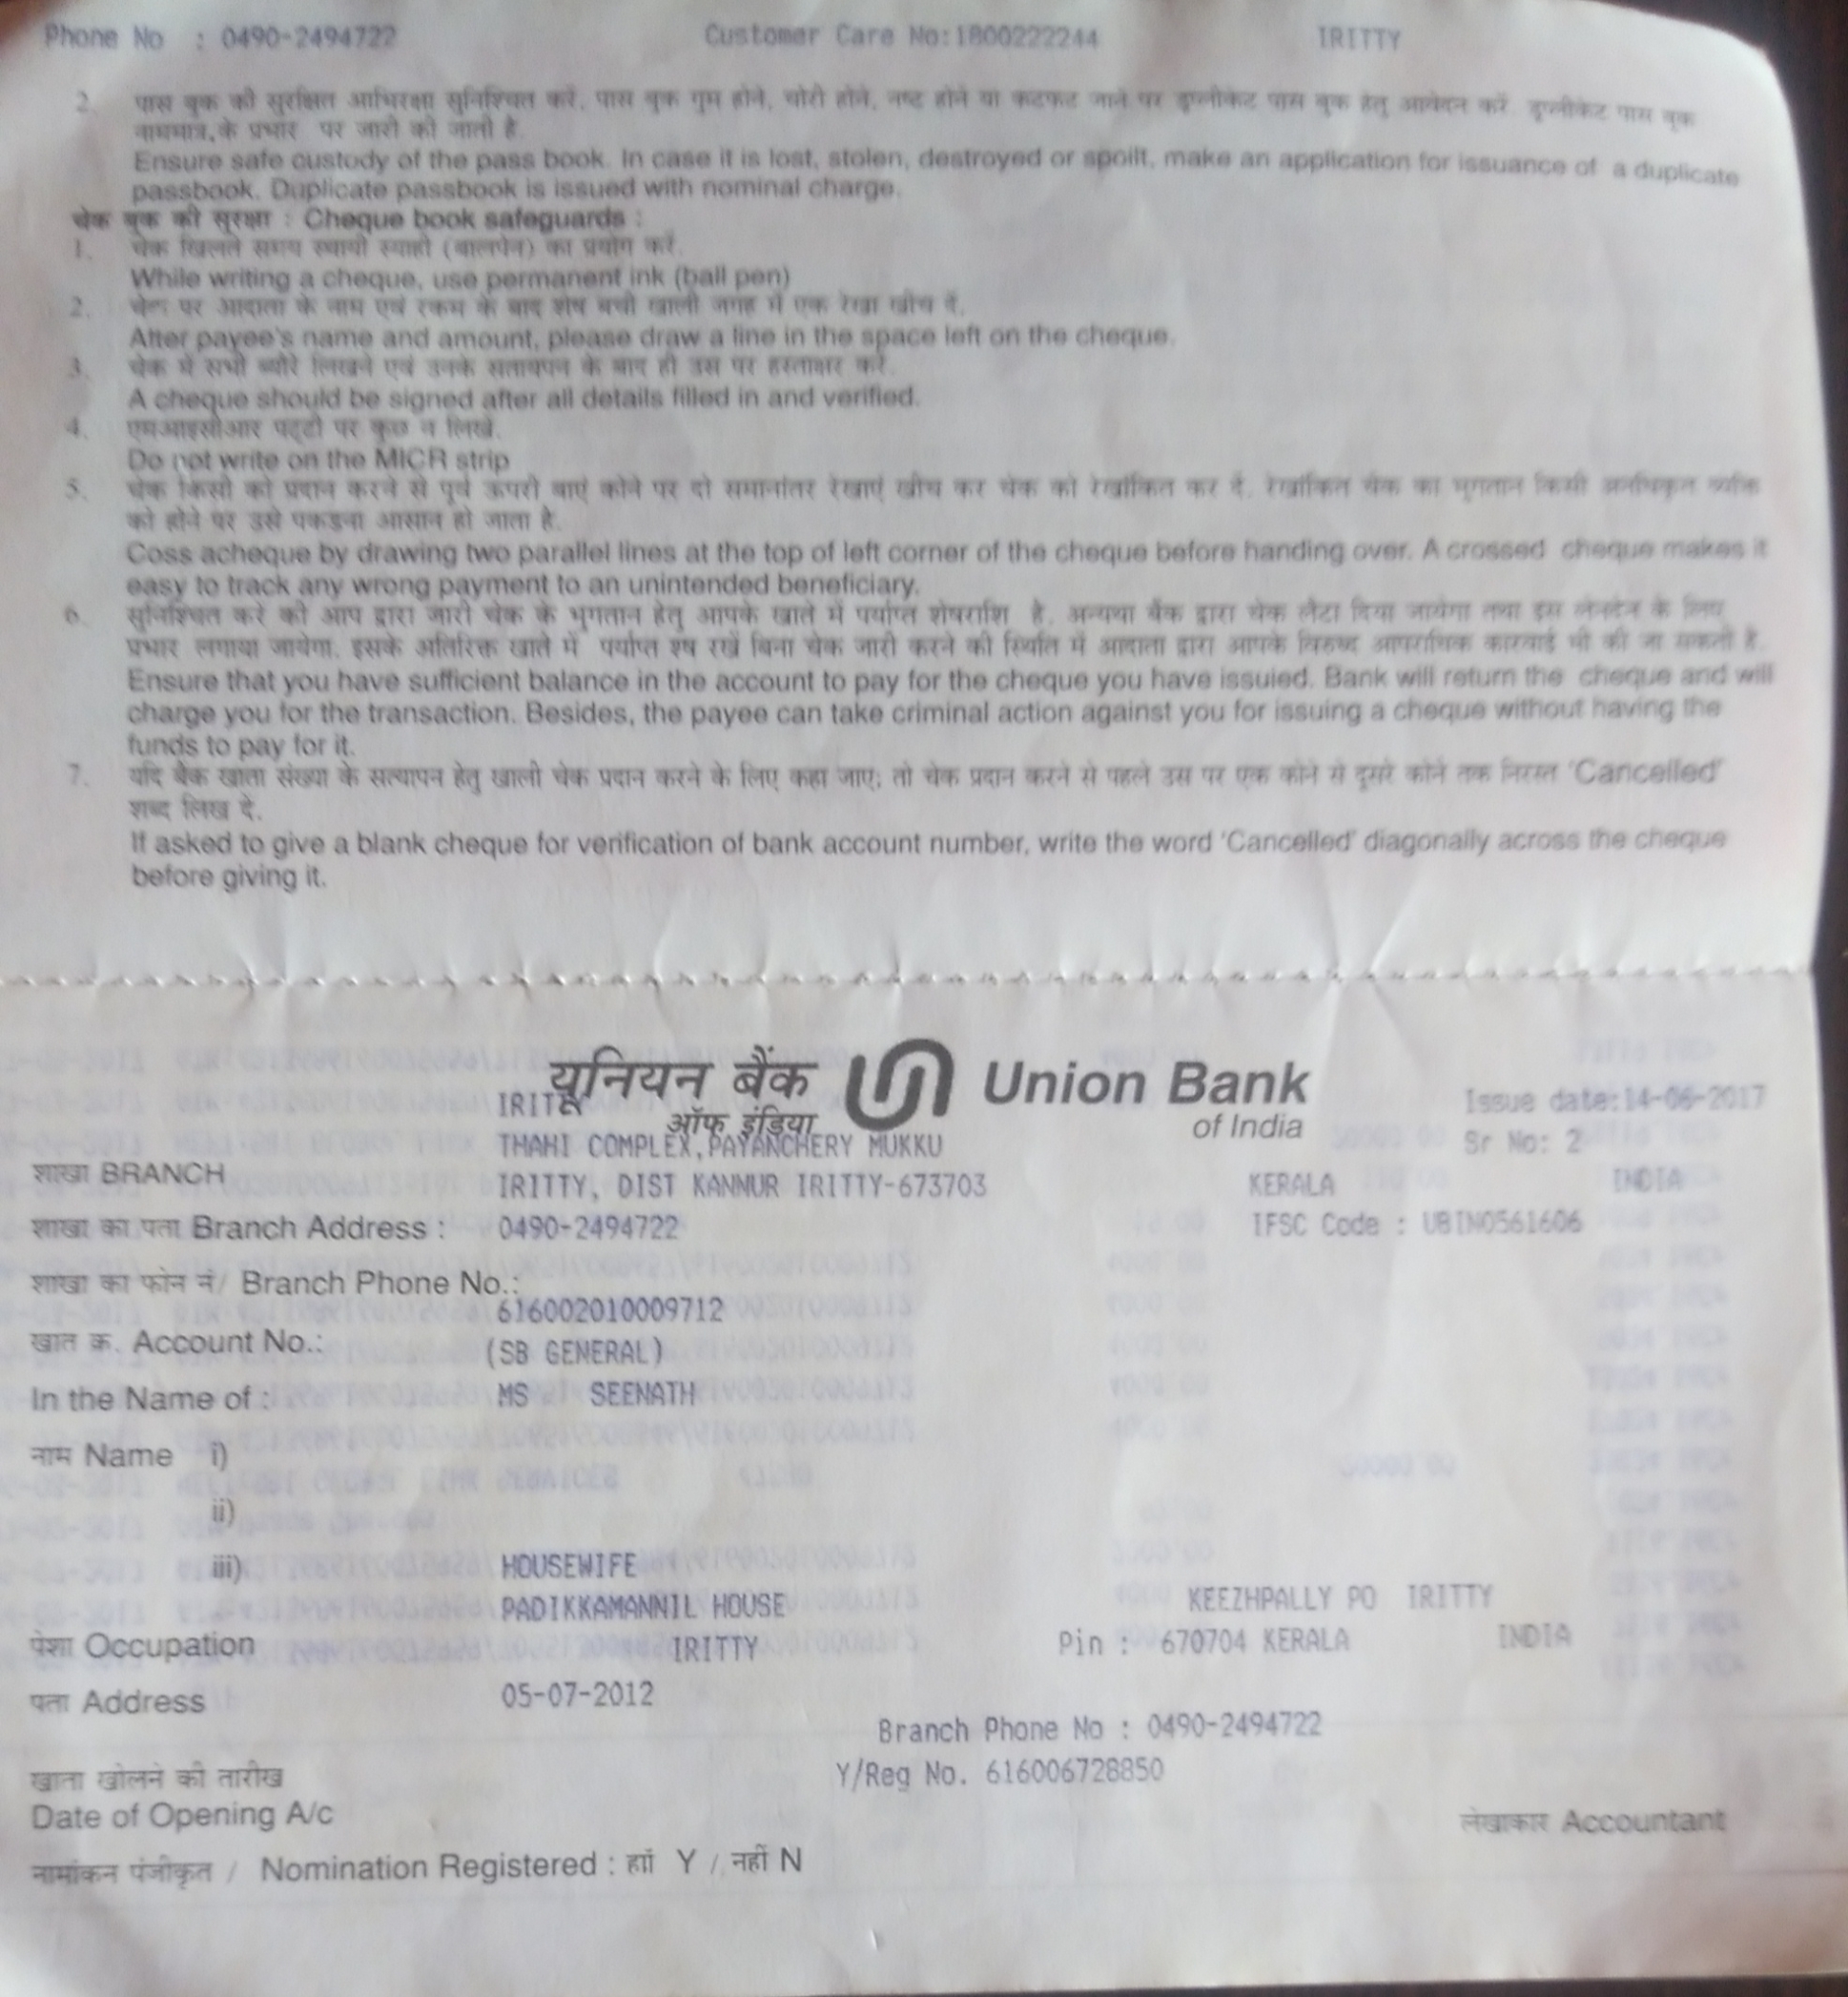 Phone No : 0490-2494722 Customer Care No:1800222244 IRITTY
2. पास बुक की सुरक्षित आभिरक्षा सुनिश्चित करें, पास बुक गुम होने, चोरी होने, नष्ट होने या कटफट जाने पर डुप्लीकेट पास बुक हेतु आवेदन करें. डुप्लीकेट पास बुक
नाममात्र,के प्रभार पर जारी की जाती है.
Ensure safe custody of the pass book. In case it is lost, stolen, destroyed or spoilt, make an application for issuance of a duplicate
passbook. Duplicate passbook is issued with nominal charge.
चेक बुक की सुरक्षा : Cheque book safeguards :
1. चेक खिलते समय स्थायी स्याही (बालपेन) का प्रयोग करें.
While writing a cheque, use permanent ink (ball pen)
2. पर आदाता के नाम एवं रकम के बाद शेष बची खाली जगह में एक रेखा खींच दें.
After payee's name and amount, please draw a line in the space left on the cheque.
3. चेक में सभी ब्यौरे लिखने एवं उनके सतायपन के बाद ही उस पर हस्ताक्षर करें.
A cheque should be signed after all details filled in and verified.
4. एमआइसीआर पट्टी पर कुछ न लिखें.
Do not write on the MICR strip
5. चेक किसी को प्रदान करने से पूर्व ऊपरी बाएं कोने पर दो समानांतर रेखाएं खींच कर चेक को रेखांकित कर दें. रेखांकित चेक का भुगतान किसी अनधिकृत व्यक्ति
को होने पर उसे पकडना आसान हो जाता है.
Coss acheque by drawing two parallel lines at the top of left corner of the cheque before handing over. A crossed cheque makes it
easy to track any wrong payment to an unintended beneficiary.
6. सुनिश्चित करे की आप द्वारा जारी चेक के भुगतान हेतु आपके खाते में पर्याप्त शेषराशि है. अन्यथा बैंक द्वारा चेक लौटा दिया जायेगा तथा इस लेनदेन के लिए
प्रभार लगाया जायेगा. इसके अतिरिक्त खाते में पर्याप्त श्ष रखें बिना चेक जारी करने की स्थिति में आदाता द्वारा आपके विरुध्द आपराधिक कारवाई भी की जा सकती है.
Ensure that you have sufficient balance in the account to pay for the cheque you have issuied. Bank will return the cheque and will
charge you for the transaction. Besides, the payee can take criminal action against you for issuing a cheque without having the
funds to pay for it.
7. यदि बैंक खाता संख्या के सत्यापन हेतु खाली चेक प्रदान करने के लिए कहा जाए; तो चेक प्रदान करने से पहले उस पर एक कोने से दूसरे कोने तक निरस्त 'Cancelled'
शब्द लिख दे.
If asked to give a blank cheque for verification of bank account number, write the word 'Cancelled' diagonally across the cheque
before giving it.
यूनियन बैंक Union Bank
ऑफ इंडिया of India
IRITTY Issue date:14-06-2017
THAHI COMPLEX,PAYANCHERY MUKKU Sr No: 2
शाखा BRANCH IRITTY, DIST KANNUR IRITTY-673703 KERALA INDIA
शाखा का पता Branch Address : 0490-2494722 IFSC Code : UBIN0561606
शाखा का फोन नं/ Branch Phone No.:
616002010009712
खात क्र. Account No.: (SB GENERAL)
In the Name of : MS SEENATH
नाम Name i)
ii)
iii) HOUSEWIFE
PADIKKAMANNIL HOUSE KEEZHPALLY PO IRITTY
पेशा Occupation IRITTY Pin : 670704 KERALA INDIA
पता Address 05-07-2012
Branch Phone No : 0490-2494722
खाता खोलने की तारीख Y/Reg No. 616006728850
Date of Opening A/c लेखाकार Accountant
नामांकन पंजीकृत / Nomination Registered : हाँ Y / नहीं N